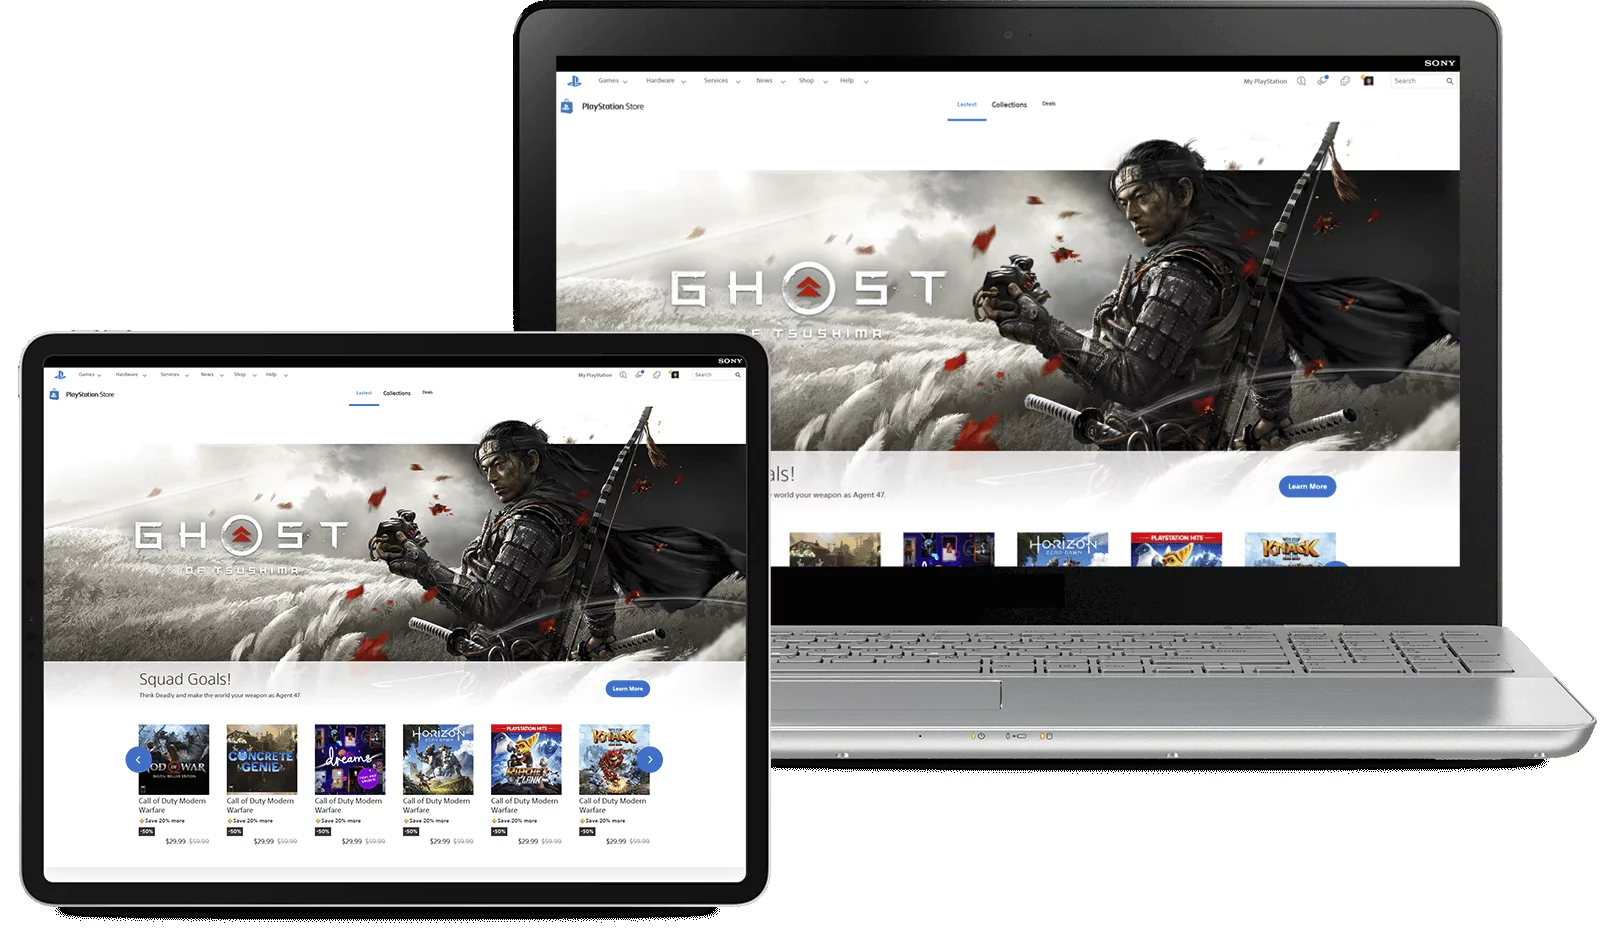 SONY
Games Hardware Services News Shop Help My PlayStation Search
PlayStation Store Lastest Collections Deals
GHOST
OF TSUSHIMA
als!
world your weapon as Agent 47.
Learn More
HORIZON
ZERO DAWN
PLAYSTATION HITS
KNACK
SONY
Games Hardware Services News Shop Help My PlayStation Search
PlayStation Store Lastest Collections Deals
GHOST
OF TSUSHIMA
Squad Goals!
Think Deadly and make the world your weapon as Agent 47.
Learn More
OD OF WAR
DIGITAL DELUXE EDITION
CONCRETE
GENIE
dreams
HORIZON
ZERO DAWN
PLAYSTATION HITS
RATCHET
CLANK
KNACK
Call of Duty Modern Call of Duty Modern Call of Duty Modern Call of Duty Modern Call of Duty Modern Call of Duty Modern
Warfare Warfare Warfare Warfare Warfare Warfare
Save 20% more Save 20% more Save 20% more Save 20% more Save 20% more Save 20% more
-50% -50% -50% -50% -50% -50%
$29.99 $59.99 $29.99 $59.99 $29.99 $59.99 $29.99 $59.99 $29.99 $59.99 $29.99 $59.99